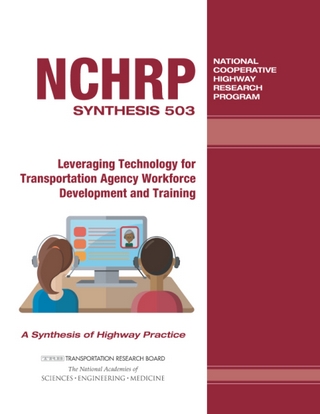 NCHRP
SYNTHESIS 503
NATIONAL
COOPERATIVE
HIGHWAY
RESEARCH
PROGRAM
Leveraging Technology for
Transportation Agency Workforce
Development and Training
A Synthesis of Highway Practice
TRB TRANSPORTATION RESEARCH BOARD
The National Academies of
SCIENCES • ENGINEERING • MEDICINE